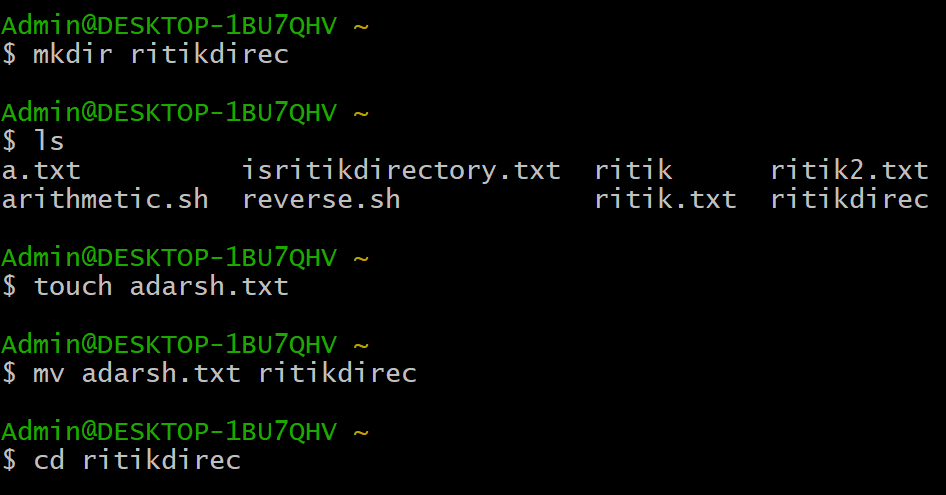 Admin@DESKTOP-1BU7QHV ~
$ mkdir ritikdirec
Admin@DESKTOP-1BU7QHV ~
$ ls
a.txt          isritikdirectory.txt  ritik      ritik2.txt
arithmetic.sh  reverse.sh            ritik.txt  ritikdirec
Admin@DESKTOP-1BU7QHV ~
$ touch adarsh.txt
Admin@DESKTOP-1BU7QHV ~
$ mv adarsh.txt ritikdirec
Admin@DESKTOP-1BU7QHV ~
$ cd ritikdirec